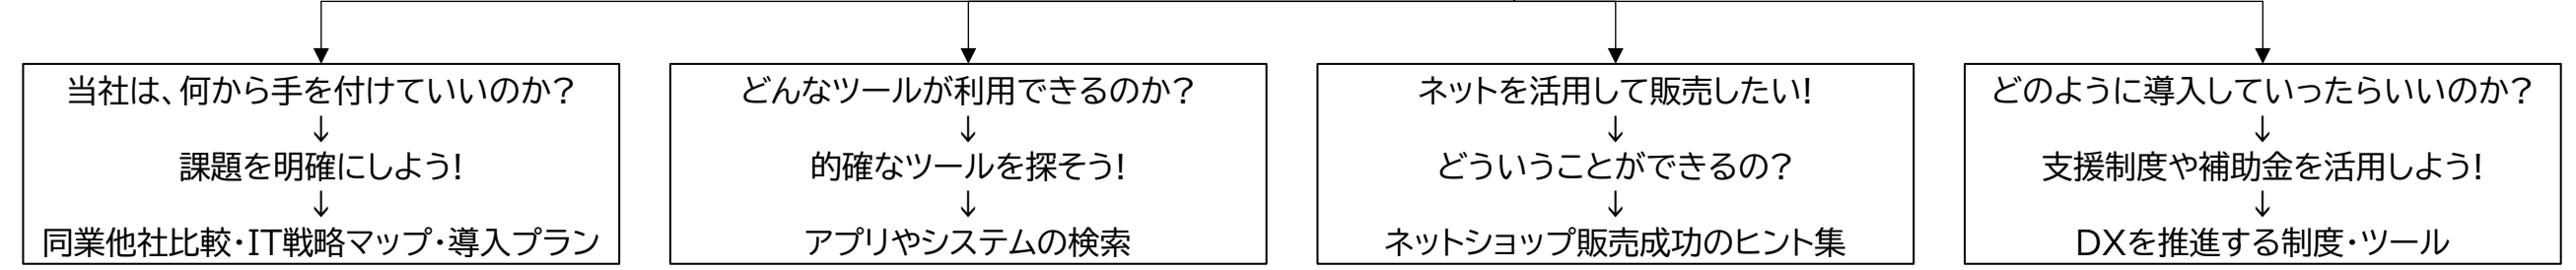 当社は、何から手を付けていいのか?
↓
課題を明確にしよう!
↓
同業他社比較・IT戦略マップ・導入プラン
どんなツールが利用できるのか?
↓
的確なツールを探そう!
↓
アプリやシステムの検索
ネットを活用して販売したい!
↓
どういうことができるの?
↓
ネットショップ販売成功のヒント集
どのように導入していったらいいのか?
↓
支援制度や補助金を活用しよう!
↓
DXを推進する制度・ツール